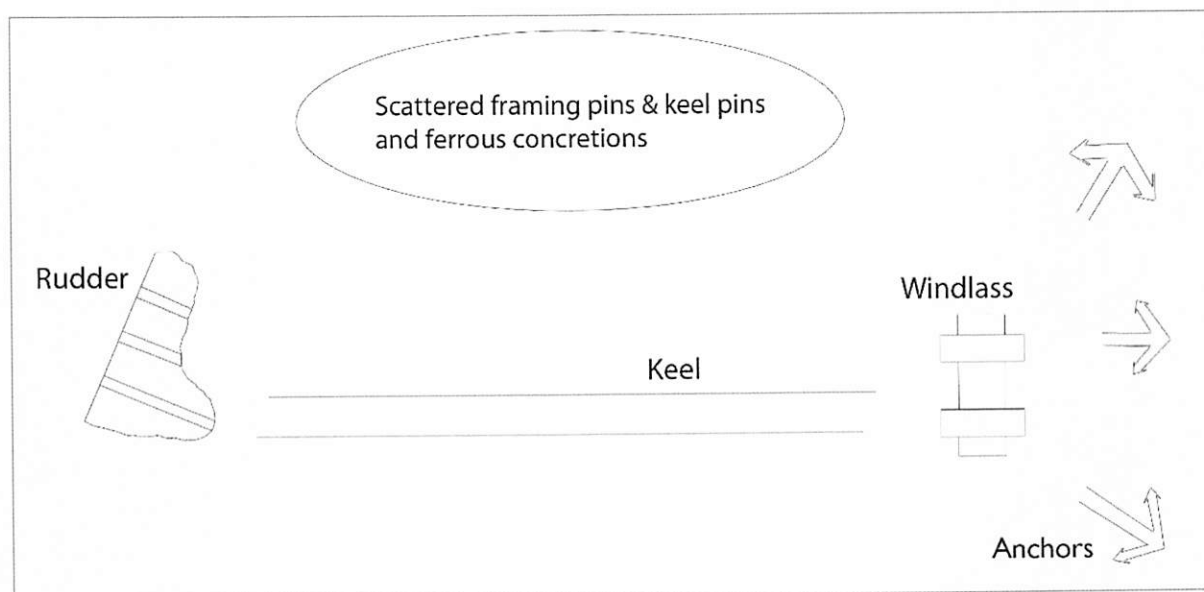 Scattered framing pins & keel pins
and ferrous concretions
Rudder
Windlass
Keel
Anchors